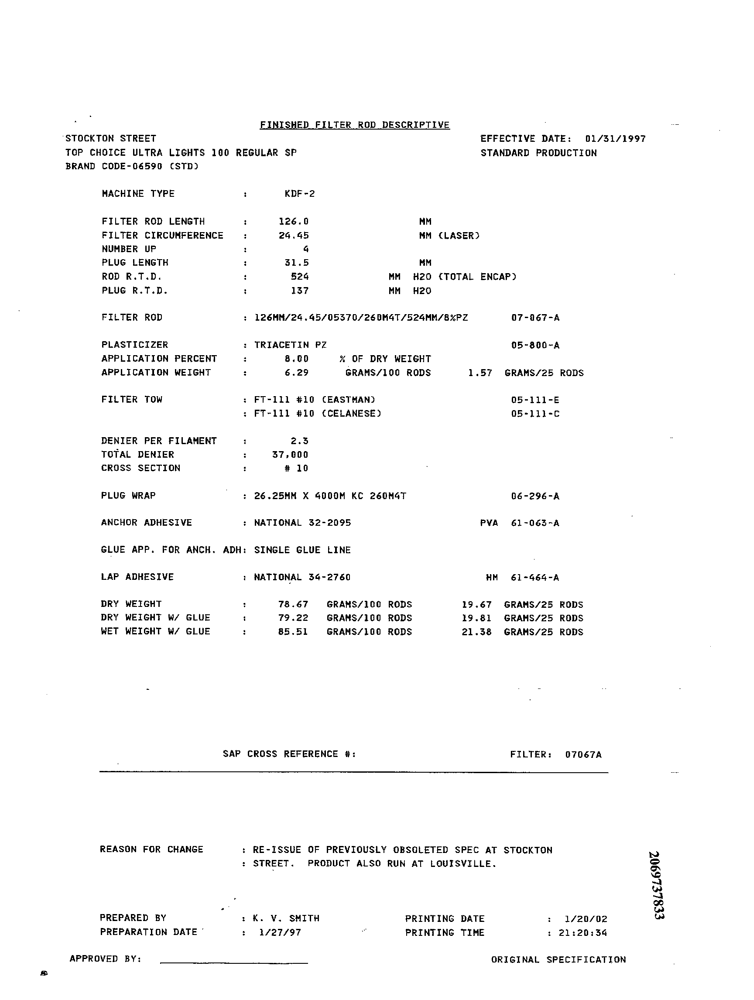 FINISHED FILTER ROD DESCRIPTIVE
STOCKTON STREET EFFECTIVE DATE: 01/31/1997
TOP CHOICE ULTRA LIGHTS 100 REGULAR SP STANDARD PRODUCTION
BRAND CODE-06590 (STD)
MACHINE TYPE : KDF-2
FILTER ROD LENGTH : 126.0 MM
FILTER CIRCUMFERENCE : 24.45 MM (LASER)
NUMBER UP : 4
PLUG LENGTH : 31.5 MM
ROD R.T.D. : 524 MM H2O (TOTAL ENCAP)
PLUG R.T.D. : 137 MM H2O
FILTER ROD : 126MM/24.45/05370/260M4T/524MM/8%PZ 07-067-A
PLASTICIZER : TRIACETIN PZ 05-800-A
APPLICATION PERCENT : 8.00 % OF DRY WEIGHT
APPLICATION WEIGHT : 6.29 GRAMS/100 RODS 1.57 GRAMS/25 RODS
FILTER TOW : FT-111 #10 (EASTMAN) 05-111-E
: FT-111 #10 (CELANESE) 05-111-C
DENIER PER FILAMENT : 2.3
TOTAL DENIER : 37,000
CROSS SECTION : # 10
PLUG WRAP : 26.25MM X 4000M KC 260M4T 06-296-A
ANCHOR ADHESIVE : NATIONAL 32-2095 PVA 61-063-A
GLUE APP. FOR ANCH. ADH: SINGLE GLUE LINE
LAP ADHESIVE : NATIONAL 34-2760 HM 61-464-A
DRY WEIGHT : 78.67 GRAMS/100 RODS 19.67 GRAMS/25 RODS
DRY WEIGHT W/ GLUE : 79.22 GRAMS/100 RODS 19.81 GRAMS/25 RODS
WET WEIGHT W/ GLUE : 85.51 GRAMS/100 RODS 21.38 GRAMS/25 RODS
SAP CROSS REFERENCE #: FILTER: 07067A
REASON FOR CHANGE : RE-ISSUE OF PREVIOUSLY OBSOLETED SPEC AT STOCKTON
: STREET. PRODUCT ALSO RUN AT LOUISVILLE.
2069737833
PREPARED BY : K. V. SMITH PRINTING DATE : 1/20/02
PREPARATION DATE : 1/27/97 PRINTING TIME : 21:20:34
APPROVED BY: ORIGINAL SPECIFICATION